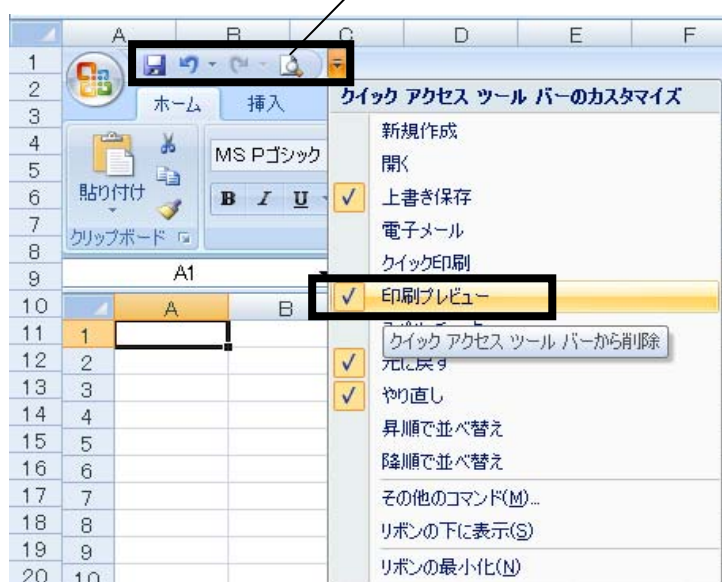 A B C D E F
1
2
3
4
5
6
7
8
9
10
11
12
13
14
15
16
17
18
19
20
ホーム 挿入
MS Pゴシック
貼り付け
B I U
クリップボード
A1
A B
1
2
3
4
5
6
7
8
9
10
クイック アクセス ツール バーのカスタマイズ
新規作成
開く
上書き保存
電子メール
クイック印刷
印刷プレビュー
クイック アクセス ツール バーから削除
元に戻す
やり直し
昇順で並べ替え
降順で並べ替え
その他のコマンド(M)...
リボンの下に表示(S)
リボンの最小化(N)